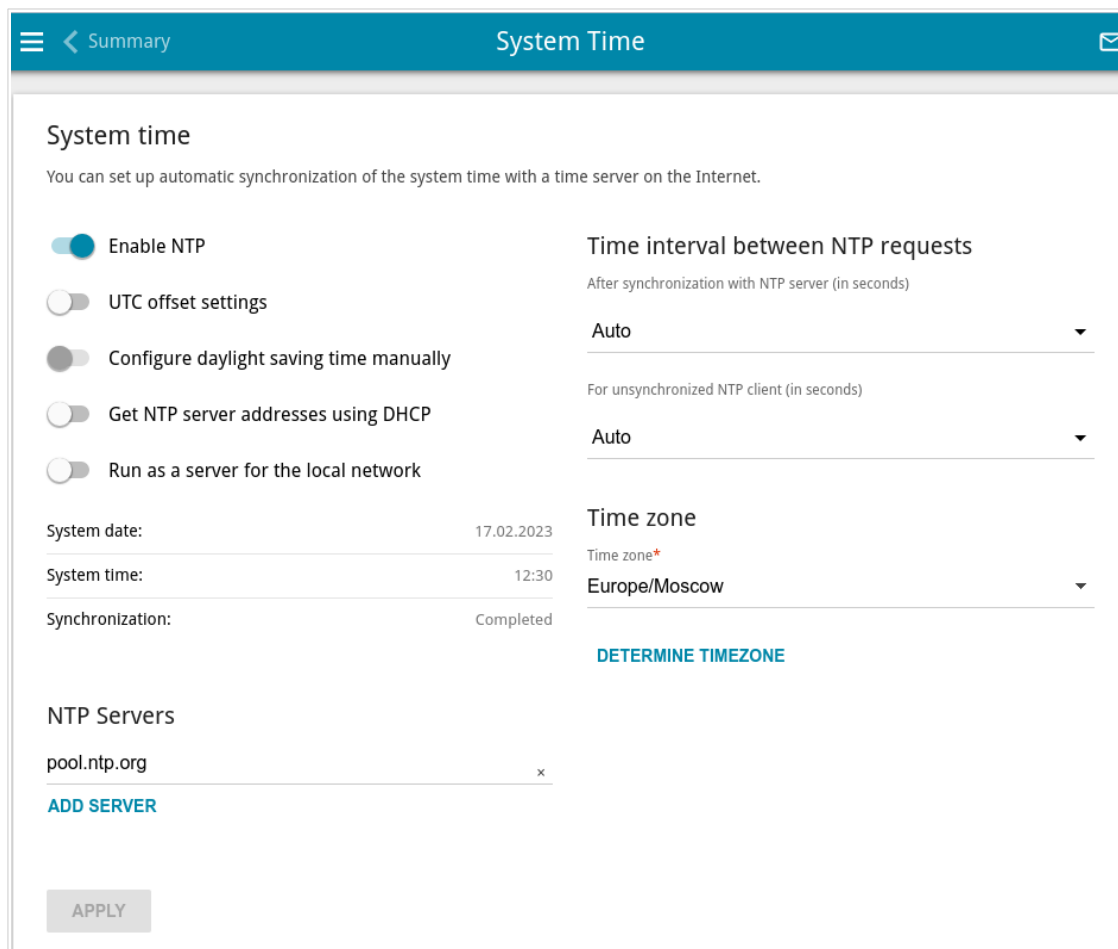 Summary
System Time
System time
You can set up automatic synchronization of the system time with a time server on the Internet.
Enable NTP
UTC offset settings
Configure daylight saving time manually
Get NTP server addresses using DHCP
Run as a server for the local network
System date: 17.02.2023
System time: 12:30
Synchronization: Completed
NTP Servers
pool.ntp.org ×
ADD SERVER
APPLY
Time interval between NTP requests
After synchronization with NTP server (in seconds)
Auto
For unsynchronized NTP client (in seconds)
Auto
Time zone
Time zone*
Europe/Moscow
DETERMINE TIMEZONE